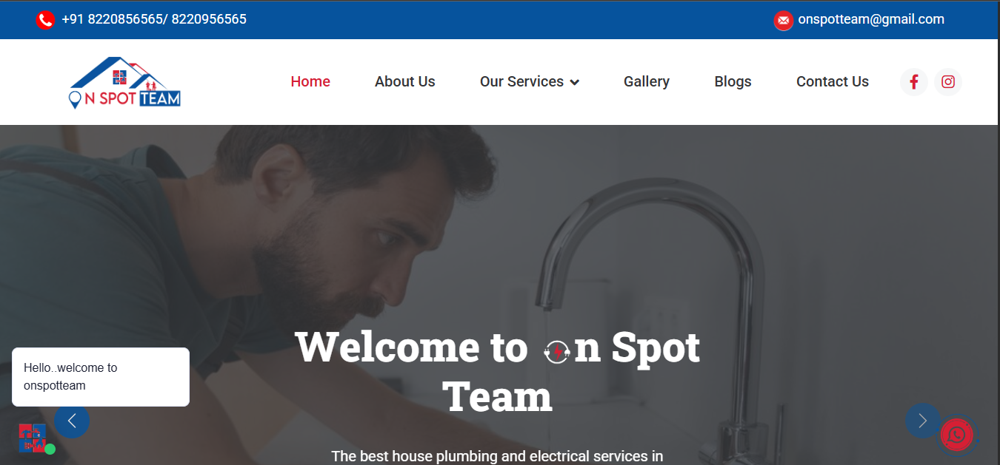 +91 8220856565/ 8220956565
onspotteam@gmail.com
N SPOT TEAM
Home
About Us
Our Services
Gallery
Blogs
Contact Us
Welcome to n Spot
Team
Hello..welcome to
onspotteam
The best house plumbing and electrical services in